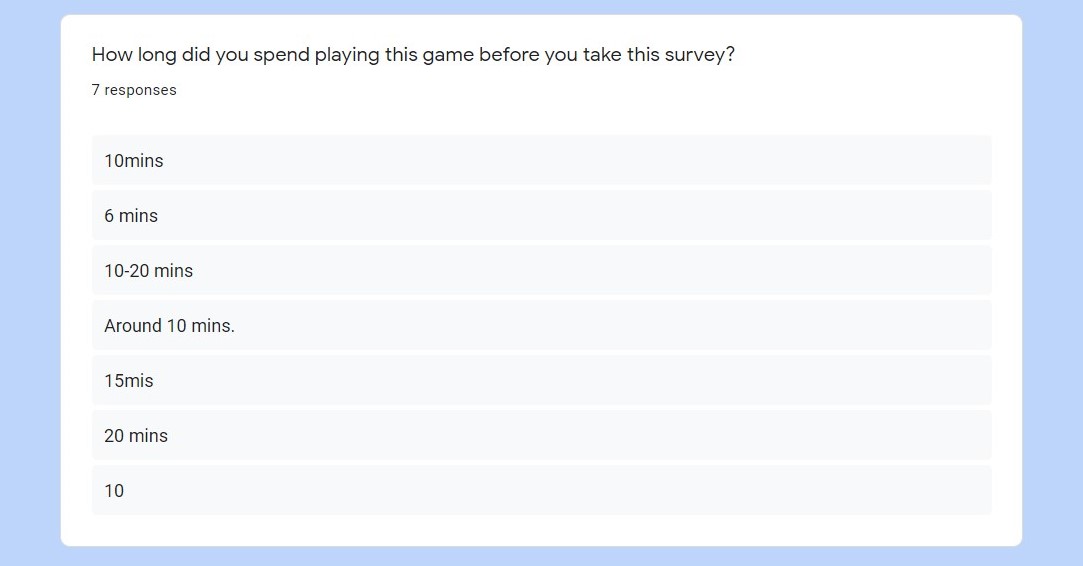 How long did you spend playing this game before you take this survey?
7 responses
10mins
6 mins
10-20 mins
Around 10 mins.
15mis
20 mins
10